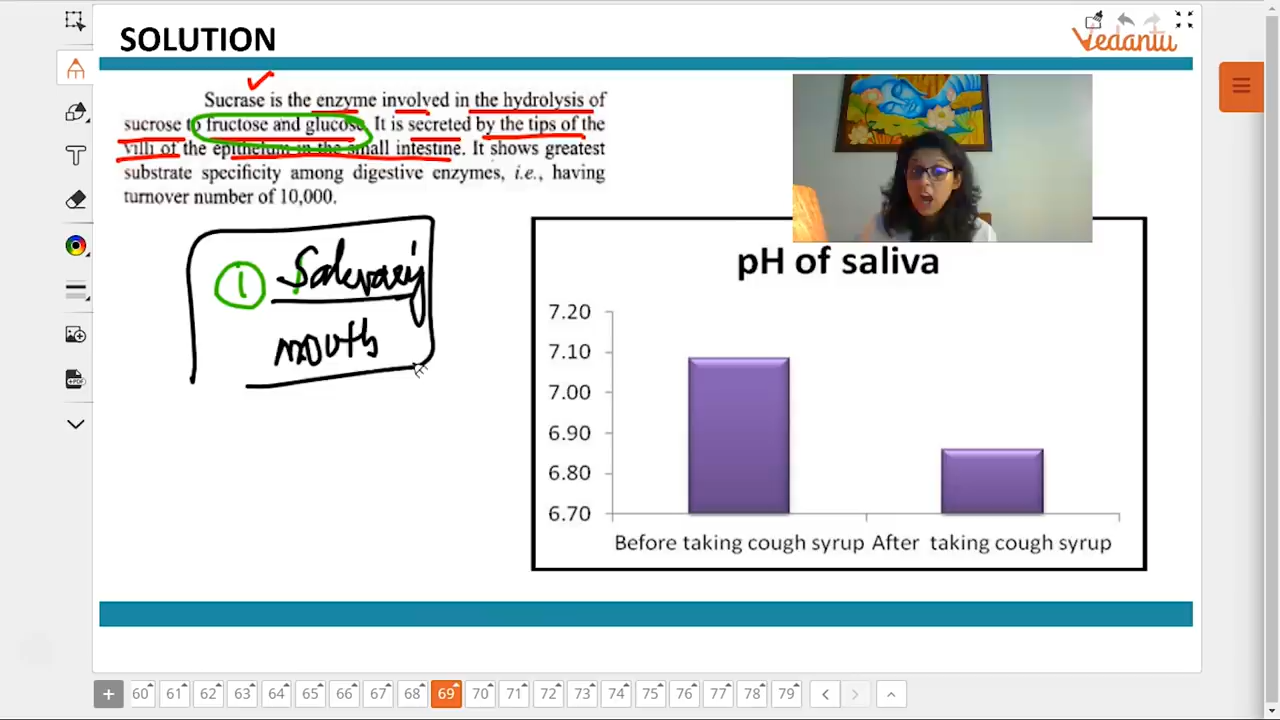 SOLUTION
Vedantu
Sucrase is the enzyme involved in the hydrolysis of
sucrose to fructose and glucose. It is secreted by the tips of the
villi of the epithelium in the small intestine. It shows greatest
substrate specificity among digestive enzymes, i.e., having
turnover number of 10,000.
1 Salivary
mouth
pH of saliva
7.20
7.10
7.00
6.90
6.80
6.70
Before taking cough syrup After taking cough syrup
T
+ 60 61 62 63 64 65 66 67 68 69 70 71 72 73 74 75 76 77 78 79